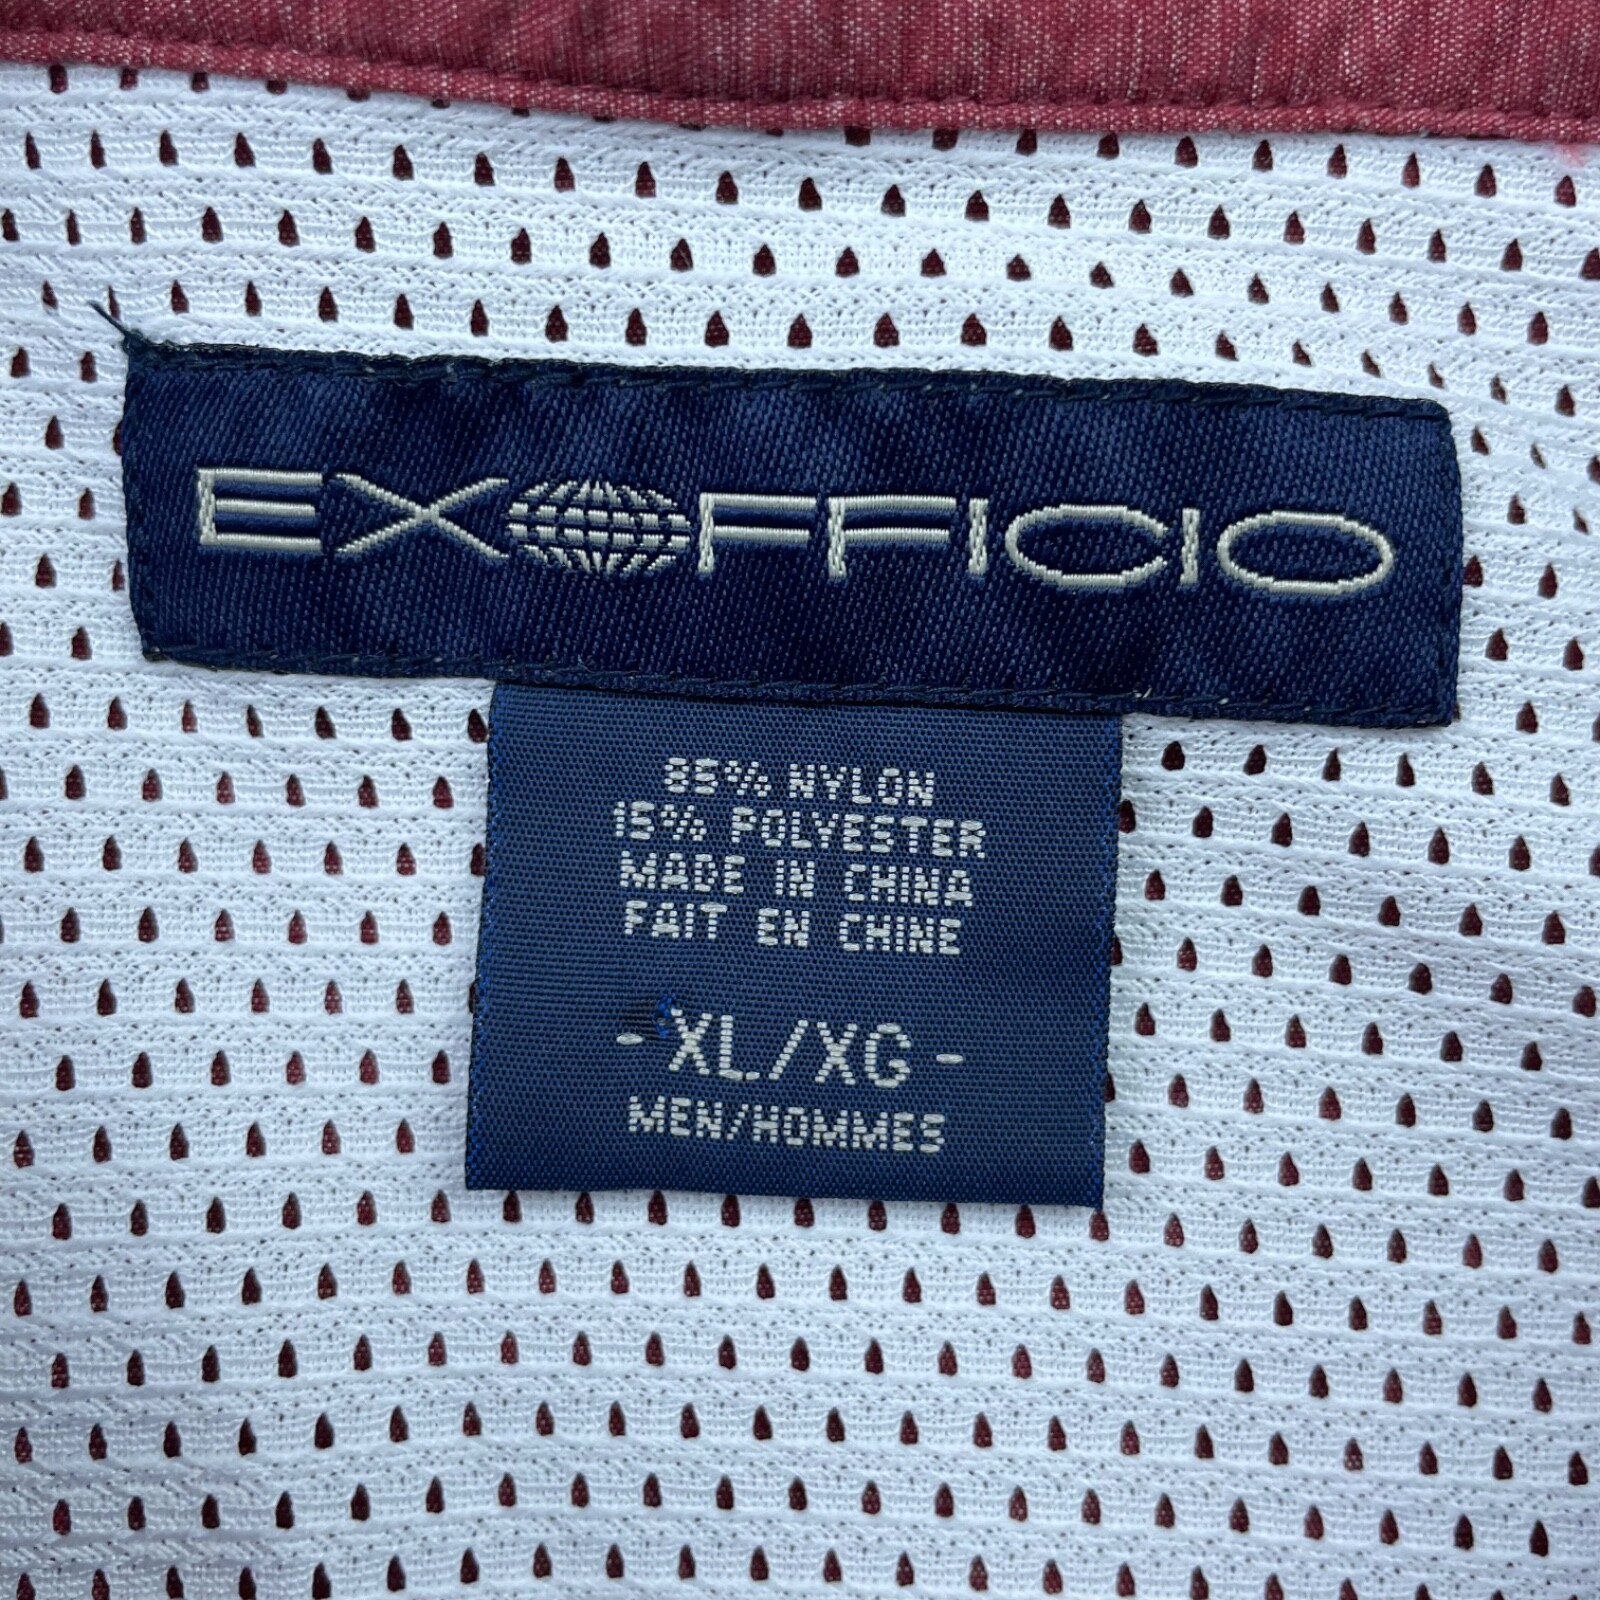 EXOFFICIO
85% NYLON
15% POLYESTER
MADE IN CHINA
FAIT EN CHINE
- XL/XG -
MEN/HOMMES